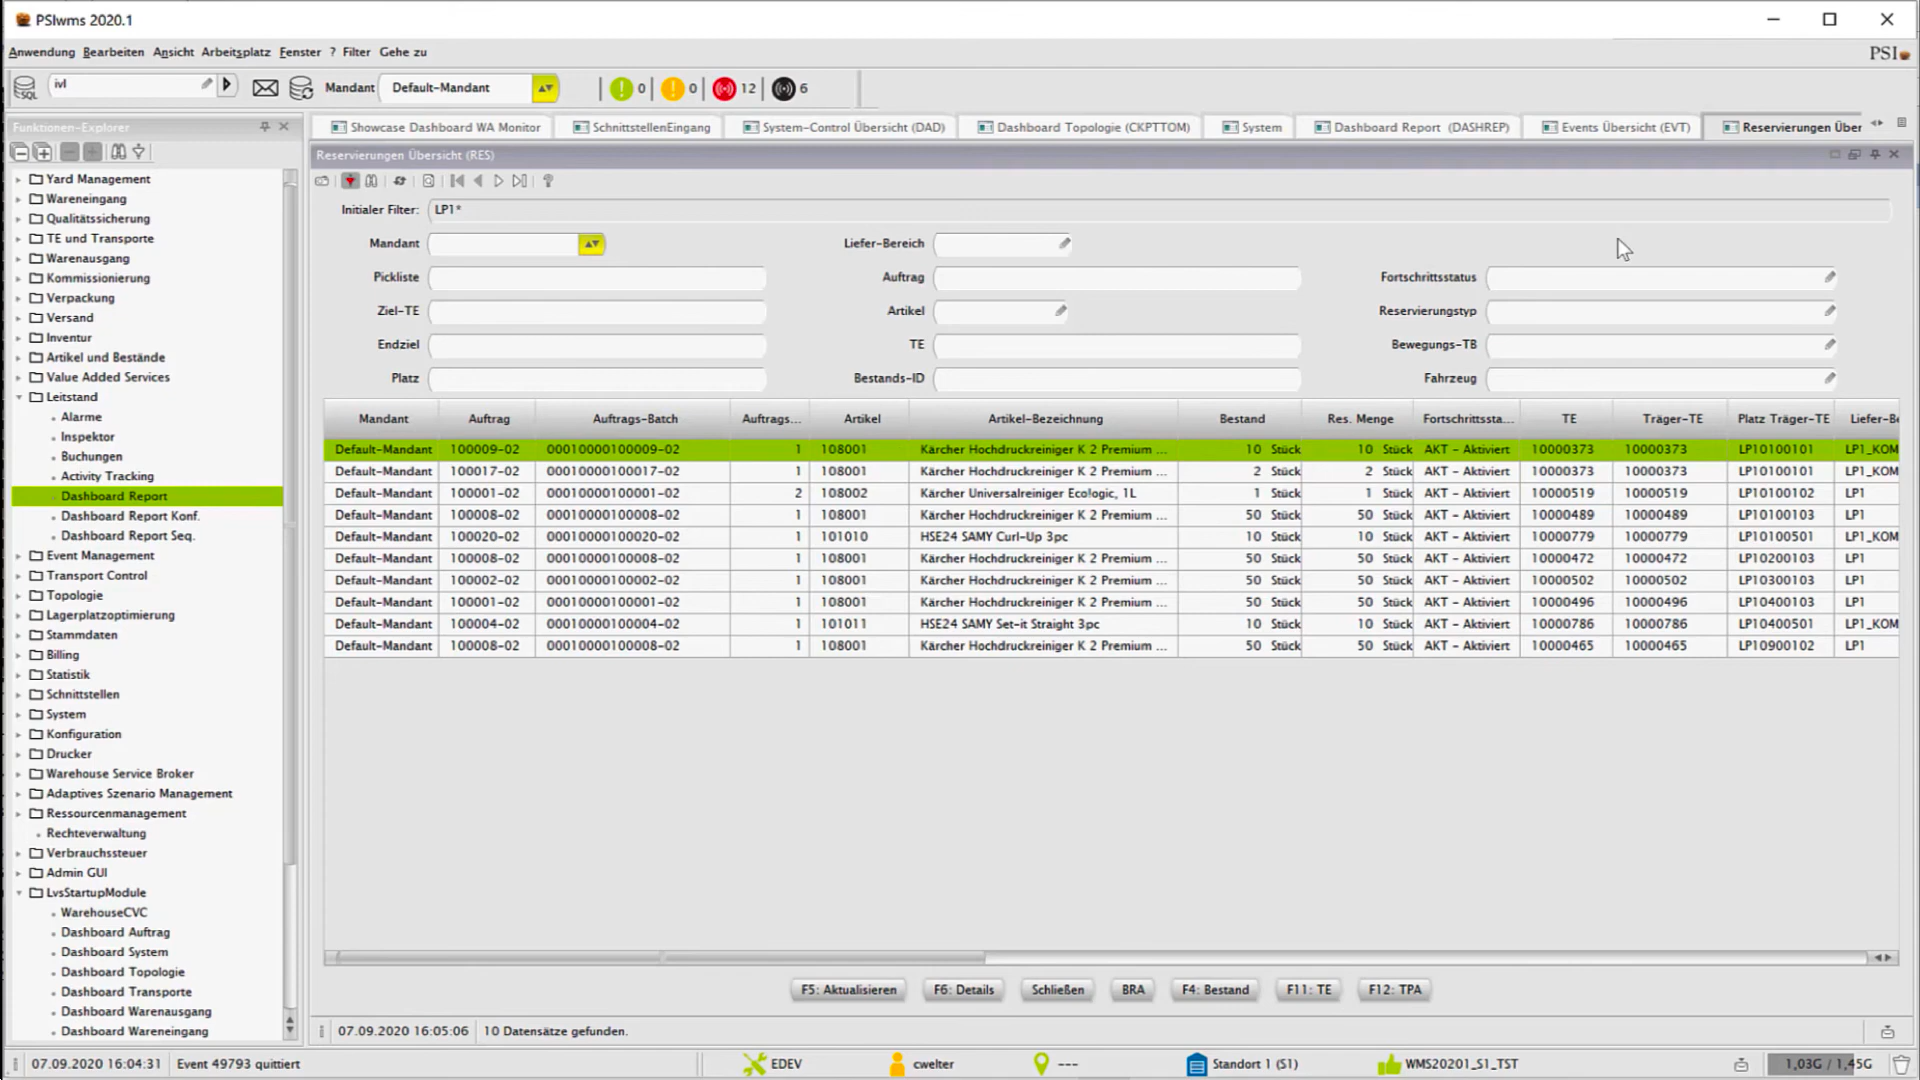 PSIwms 2020.1
Anwendung Bearbeiten Ansicht Arbeitsplatz Fenster ? Filter Gehe zu
PSI
SQL ivl Mandant Default-Mandant 0 0 12 6
Funktionen-Explorer
Showcase Dashboard WA Monitor SchnittstellenEingang System-Control Übersicht (DAD) Dashboard Topologie (CKPTTOM) System Dashboard Report (DASHREP) Events Übersicht (EVT) Reservierungen Über
Reservierungen Übersicht (RES)
Initialer Filter: LP1*
Mandant Liefer-Bereich
Pickliste Auftrag Fortschrittsstatus
Ziel-TE Artikel Reservierungstyp
Endziel TE Bewegungs-TB
Platz Bestands-ID Fahrzeug
Mandant Auftrag Auftrags-Batch Auftrags... Artikel Artikel-Bezeichnung Bestand Res. Menge Fortschrittssta... TE Träger-TE Platz Träger-TE Liefer-Be
Default-Mandant 100009-02 00010000100009-02 1 108001 Kärcher Hochdruckreiniger K 2 Premium ... 10 Stück 10 Stück AKT - Aktiviert 10000373 10000373 LP10100101 LP1_KOM
Default-Mandant 100017-02 00010000100017-02 1 108001 Kärcher Hochdruckreiniger K 2 Premium ... 2 Stück 2 Stück AKT - Aktiviert 10000373 10000373 LP10100101 LP1_KOM
Default-Mandant 100001-02 00010000100001-02 2 108002 Kärcher Universalreiniger Ecologic, 1L 1 Stück 1 Stück AKT - Aktiviert 10000519 10000519 LP10100102 LP1
Default-Mandant 100008-02 00010000100008-02 1 108001 Kärcher Hochdruckreiniger K 2 Premium ... 50 Stück 50 Stück AKT - Aktiviert 10000489 10000489 LP10100103 LP1
Default-Mandant 100020-02 00010000100020-02 1 101010 HSE24 SAMY Curl-Up 3pc 10 Stück 10 Stück AKT - Aktiviert 10000779 10000779 LP10100501 LP1_KOM
Default-Mandant 100008-02 00010000100008-02 1 108001 Kärcher Hochdruckreiniger K 2 Premium ... 50 Stück 50 Stück AKT - Aktiviert 10000472 10000472 LP10200103 LP1
Default-Mandant 100002-02 00010000100002-02 1 108001 Kärcher Hochdruckreiniger K 2 Premium ... 50 Stück 50 Stück AKT - Aktiviert 10000502 10000502 LP10300103 LP1
Default-Mandant 100001-02 00010000100001-02 1 108001 Kärcher Hochdruckreiniger K 2 Premium ... 50 Stück 50 Stück AKT - Aktiviert 10000496 10000496 LP10400103 LP1
Default-Mandant 100004-02 00010000100004-02 1 101011 HSE24 SAMY Set-it Straight 3pc 10 Stück 10 Stück AKT - Aktiviert 10000786 10000786 LP10400501 LP1_KOM
Default-Mandant 100008-02 00010000100008-02 1 108001 Kärcher Hochdruckreiniger K 2 Premium ... 50 Stück 50 Stück AKT - Aktiviert 10000465 10000465 LP10900102 LP1
Yard Management
Wareneingang
Qualitätssicherung
TE und Transporte
Warenausgang
Kommissionierung
Verpackung
Versand
Inventur
Artikel und Bestände
Value Added Services
Leitstand
Alarme
Inspektor
Buchungen
Activity Tracking
Dashboard Report
Dashboard Report Konf.
Dashboard Report Seq.
Event Management
Transport Control
Topologie
Lagerplatzoptimierung
Stammdaten
Billing
Statistik
Schnittstellen
System
Konfiguration
Drucker
Warehouse Service Broker
Adaptives Szenario Management
Ressourcenmanagement
Rechteverwaltung
Verbrauchssteuer
Admin GUI
LvsStartupModule
WarehouseCVC
Dashboard Auftrag
Dashboard System
Dashboard Topologie
Dashboard Transporte
Dashboard Warenausgang
Dashboard Wareneingang
F5: Aktualisieren F6: Details Schließen BRA F4: Bestand F11: TE F12: TPA
07.09.2020 16:05:06 10 Datensätze gefunden.
07.09.2020 16:04:31 Event 49793 quittiert EDEV cwelter --- Standort 1 (S1) WMS20201_S1_TST 1,03G / 1,45G